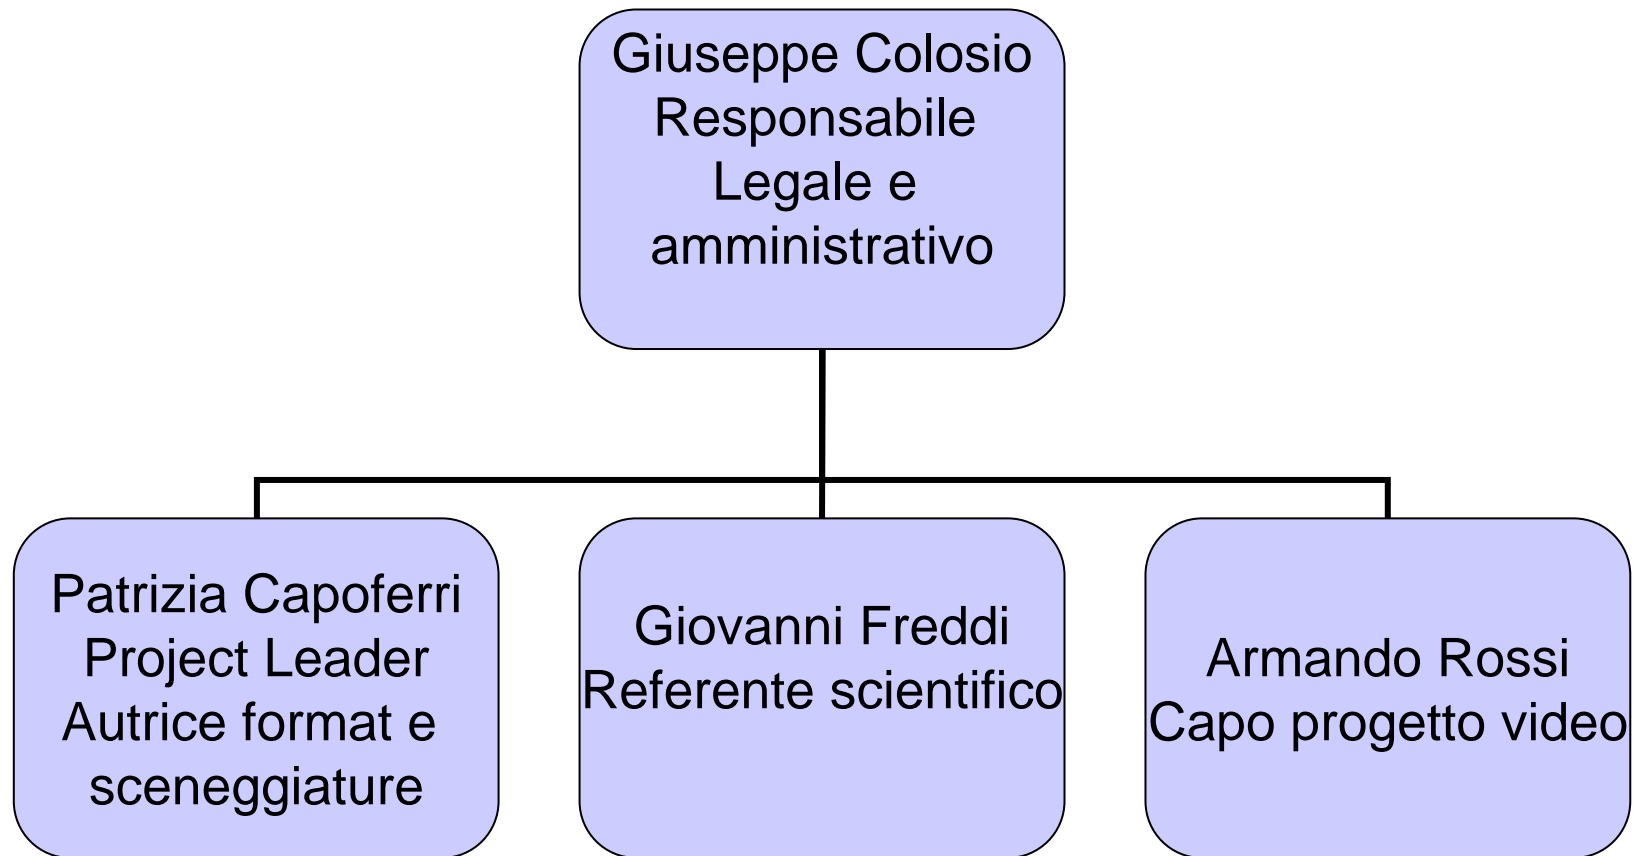 Giuseppe Colosio
Responsabile
Legale e
amministrativo
Patrizia Capoferri
Project Leader
Autrice format e
sceneggiature
Giovanni Freddi
Referente scientifico
Armando Rossi
Capo progetto video